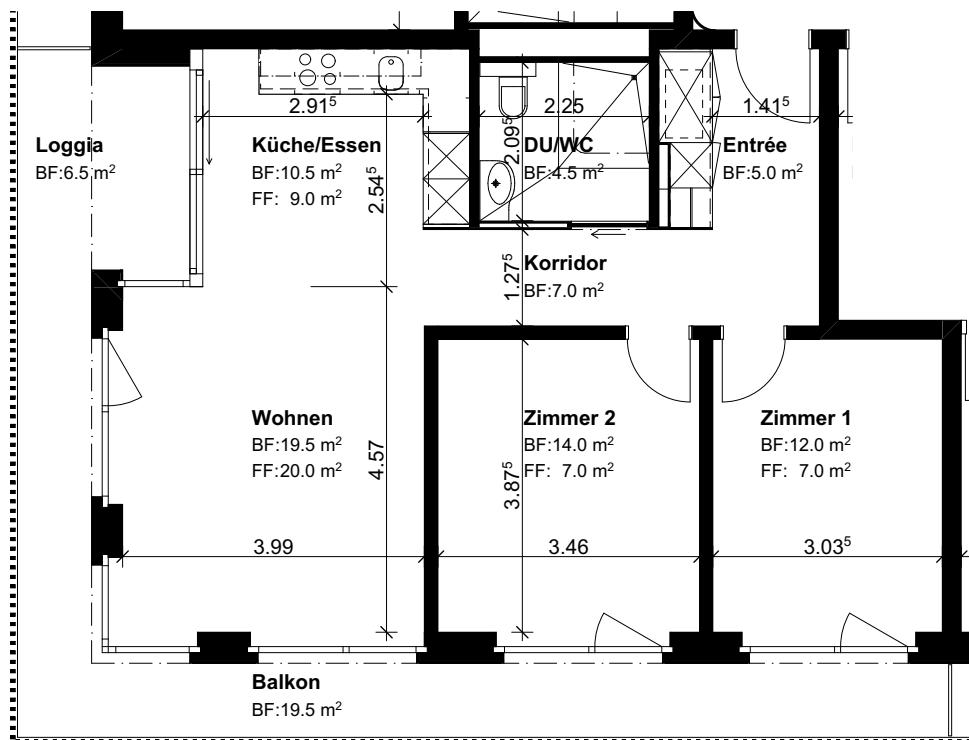 2.91⁵
2.25
1.41⁵
Loggia
BF:6.5 m²
Küche/Essen
BF:10.5 m²
FF: 9.0 m²
2.54⁵
2.09⁵
DU/WC
BF:4.5 m²
Entrée
BF:5.0 m²
Korridor
BF:7.0 m²
1.27⁵
Wohnen
BF:19.5 m²
FF:20.0 m²
4.57
Zimmer 2
BF:14.0 m²
FF: 7.0 m²
3.87⁵
Zimmer 1
BF:12.0 m²
FF: 7.0 m²
3.99
3.46
3.03⁵
Balkon
BF:19.5 m²